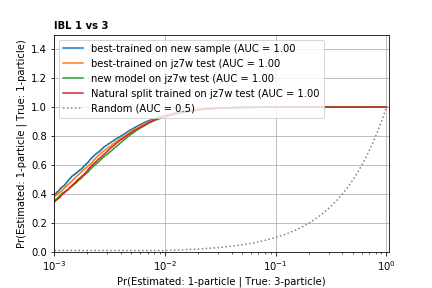 IBL 1 vs 3
Pr(Estimated: 1-particle | True: 1-particle)
1.4
1.2
1.0
0.8
0.6
0.4
0.2
0.0
best-trained on new sample (AUC = 1.00
best-trained on jz7w test (AUC = 1.00
new model on jz7w test (AUC = 1.00
Natural split trained on jz7w test (AUC = 1.00
Random (AUC = 0.5)
10⁻³ 10⁻² 10⁻¹ 10⁰
Pr(Estimated: 1-particle | True: 3-particle)